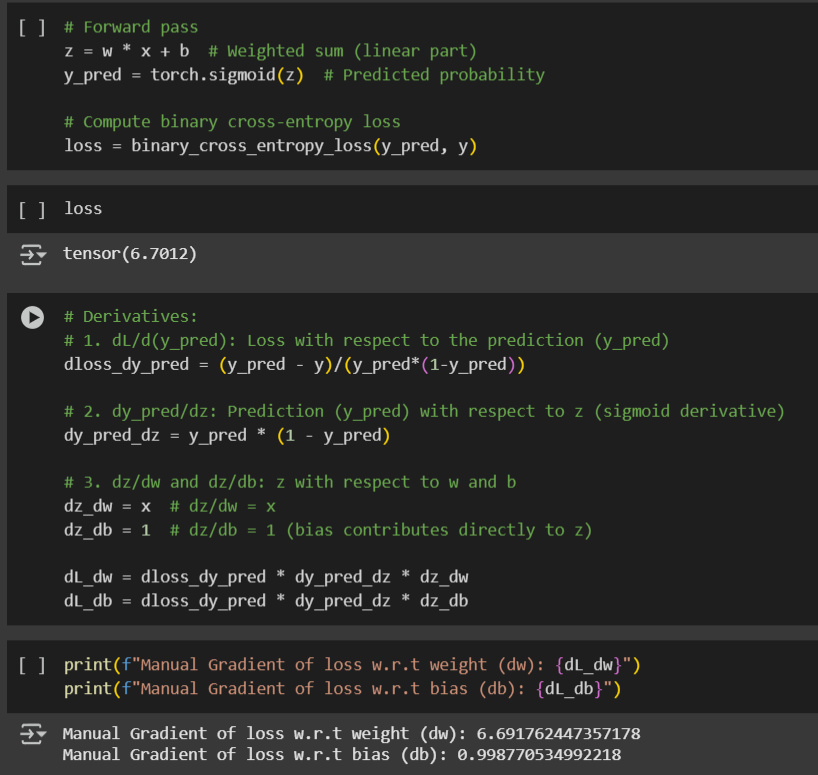 [ ] # Forward pass
z = w * x + b  # Weighted sum (linear part)
y_pred = torch.sigmoid(z)  # Predicted probability
# Compute binary cross-entropy loss
loss = binary_cross_entropy_loss(y_pred, y)
[ ] loss
tensor(6.7012)
# Derivatives:
# 1. dL/d(y_pred): Loss with respect to the prediction (y_pred)
dloss_dy_pred = (y_pred - y)/(y_pred*(1-y_pred))
# 2. dy_pred/dz: Prediction (y_pred) with respect to z (sigmoid derivative)
dy_pred_dz = y_pred * (1 - y_pred)
# 3. dz/dw and dz/db: z with respect to w and b
dz_dw = x  # dz/dw = x
dz_db = 1  # dz/db = 1 (bias contributes directly to z)
dL_dw = dloss_dy_pred * dy_pred_dz * dz_dw
dL_db = dloss_dy_pred * dy_pred_dz * dz_db
[ ] print(f"Manual Gradient of loss w.r.t weight (dw): {dL_dw}")
print(f"Manual Gradient of loss w.r.t bias (db): {dL_db}")
Manual Gradient of loss w.r.t weight (dw): 6.691762447357178
Manual Gradient of loss w.r.t bias (db): 0.998770534992218